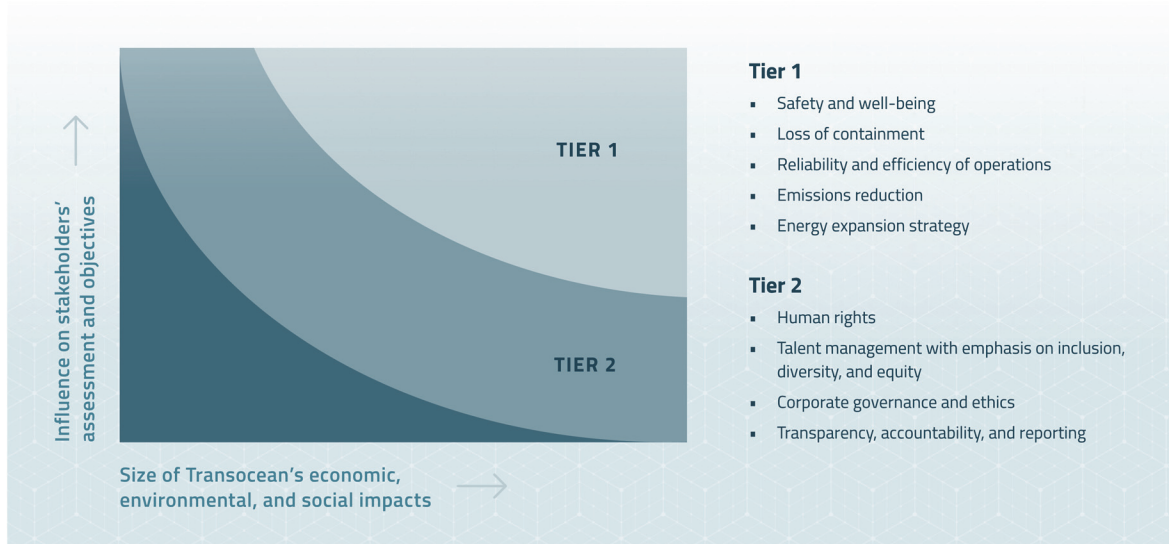 Influence on stakeholders'
assessment and objectives
TIER 1
TIER 2
Size of Transocean's economic,
environmental, and social impacts
Tier 1
▪ Safety and well-being
▪ Loss of containment
▪ Reliability and efficiency of operations
▪ Emissions reduction
▪ Energy expansion strategy
Tier 2
▪ Human rights
▪ Talent management with emphasis on inclusion,
diversity, and equity
▪ Corporate governance and ethics
▪ Transparency, accountability, and reporting